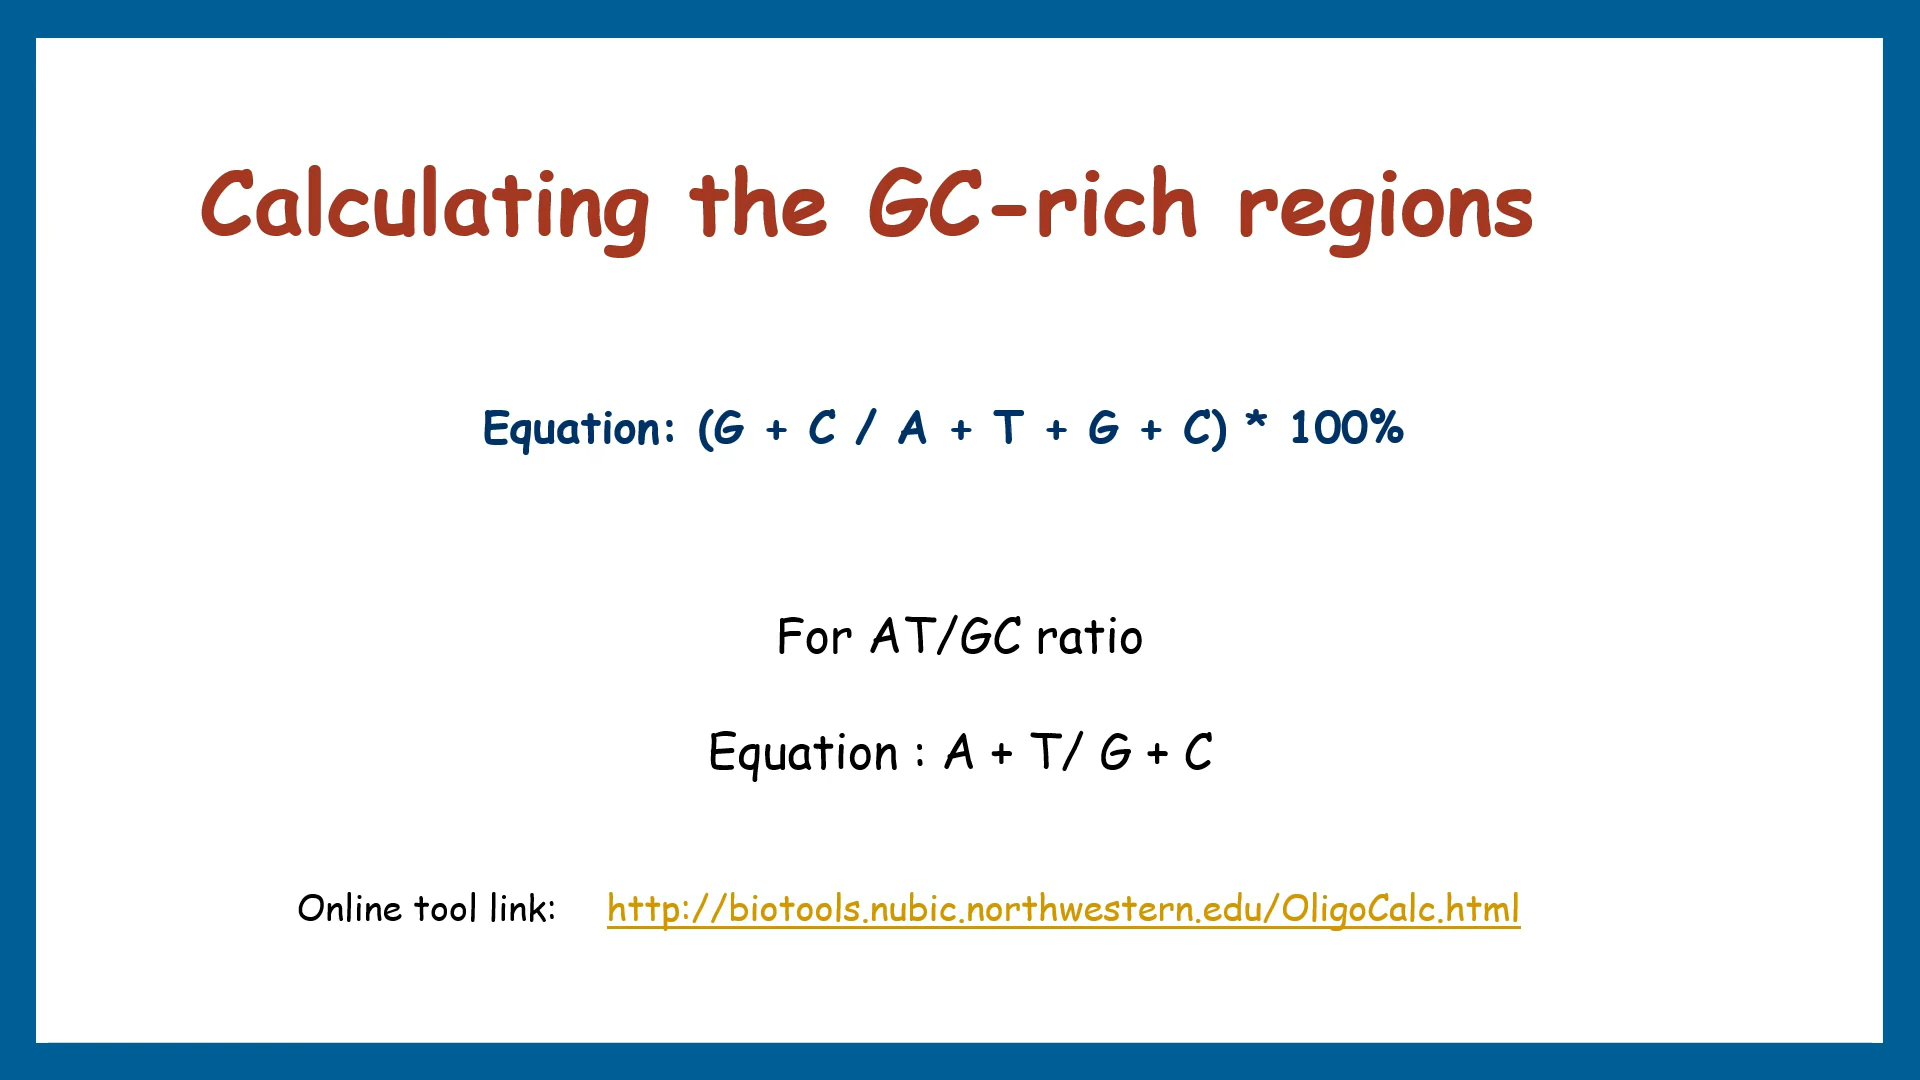 Calculating the GC-rich regions
Equation: (G + C / A + T + G + C) * 100%
For AT/GC ratio
Equation : A + T/ G + C
Online tool link: http://biotools.nubic.northwestern.edu/OligoCalc.html